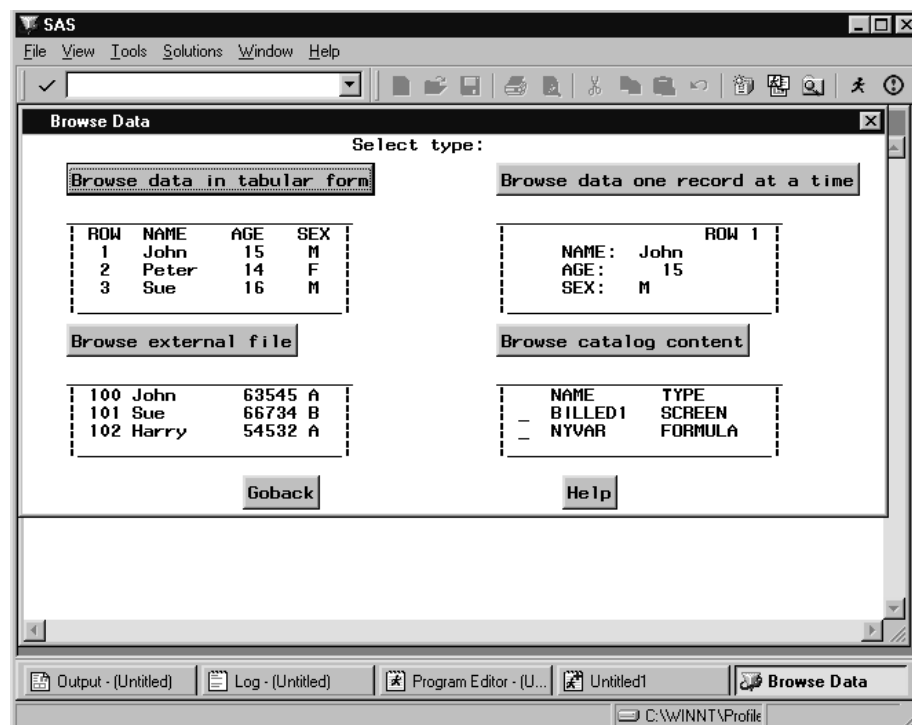 SAS
File View Tools Solutions Window Help
Browse Data
Select type:
Browse data in tabular form
Browse data one record at a time
ROW NAME AGE SEX
1 John 15 M
2 Peter 14 F
3 Sue 16 M
ROW 1
NAME: John
AGE: 15
SEX: M
Browse external file
Browse catalog content
100 John 63545 A
101 Sue 66734 B
102 Harry 54532 A
NAME TYPE
_ BILLED1 SCREEN
_ NYVAR FORMULA
Goback
Help
Output - (Untitled)
Log - (Untitled)
Program Editor - (U...
Untitled1
Browse Data
C:\WINNT\Profile